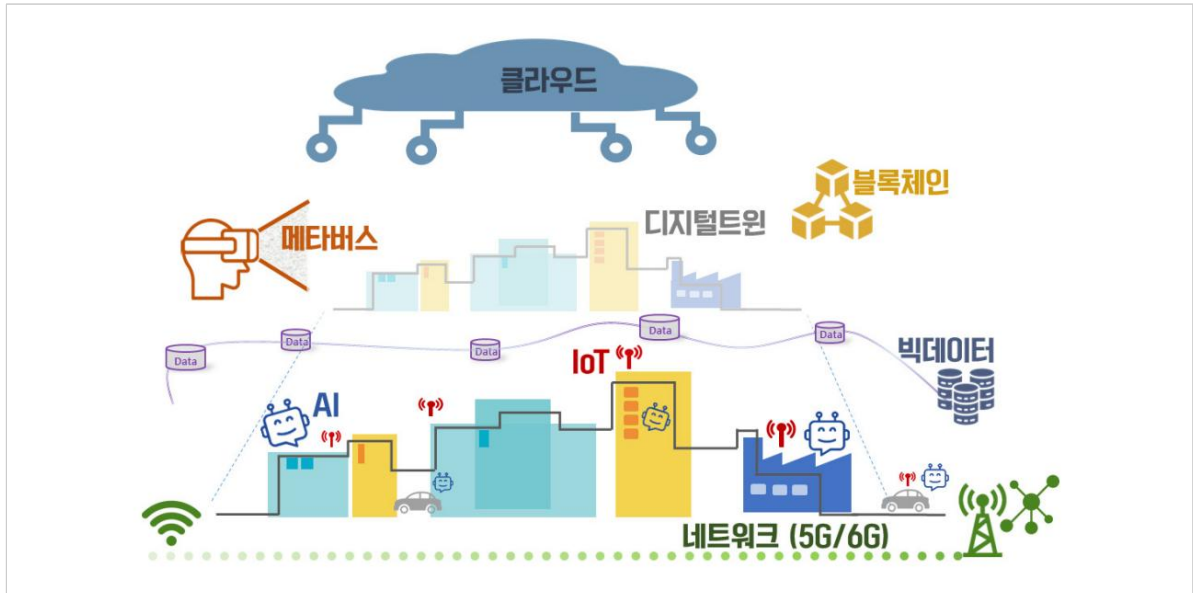 클라우드
블록체인
디지털트윈
메타버스
Data
Data
Data
Data
Data
빅데이터
IoT
AI
네트워크 (5G/6G)